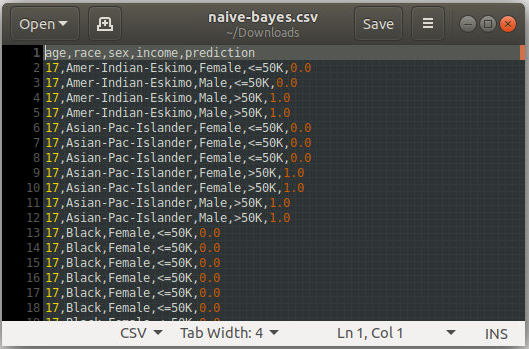 Open
naive-bayes.csv
~/Downloads
Save
1 age,race,sex,income,prediction
2 17,Amer-Indian-Eskimo,Female,<=50K,0.0
3 17,Amer-Indian-Eskimo,Male,<=50K,0.0
4 17,Amer-Indian-Eskimo,Male,>50K,1.0
5 17,Amer-Indian-Eskimo,Male,>50K,1.0
6 17,Asian-Pac-Islander,Female,<=50K,0.0
7 17,Asian-Pac-Islander,Female,<=50K,0.0
8 17,Asian-Pac-Islander,Female,<=50K,0.0
9 17,Asian-Pac-Islander,Female,>50K,1.0
10 17,Asian-Pac-Islander,Female,>50K,1.0
11 17,Asian-Pac-Islander,Male,>50K,1.0
12 17,Asian-Pac-Islander,Male,>50K,1.0
13 17,Black,Female,<=50K,0.0
14 17,Black,Female,<=50K,0.0
15 17,Black,Female,<=50K,0.0
16 17,Black,Female,<=50K,0.0
17 17,Black,Female,<=50K,0.0
18 17,Black,Female,<=50K,0.0
19 17,Black,Female,<=50K,0.0
CSV Tab Width: 4 Ln 1, Col 1 INS